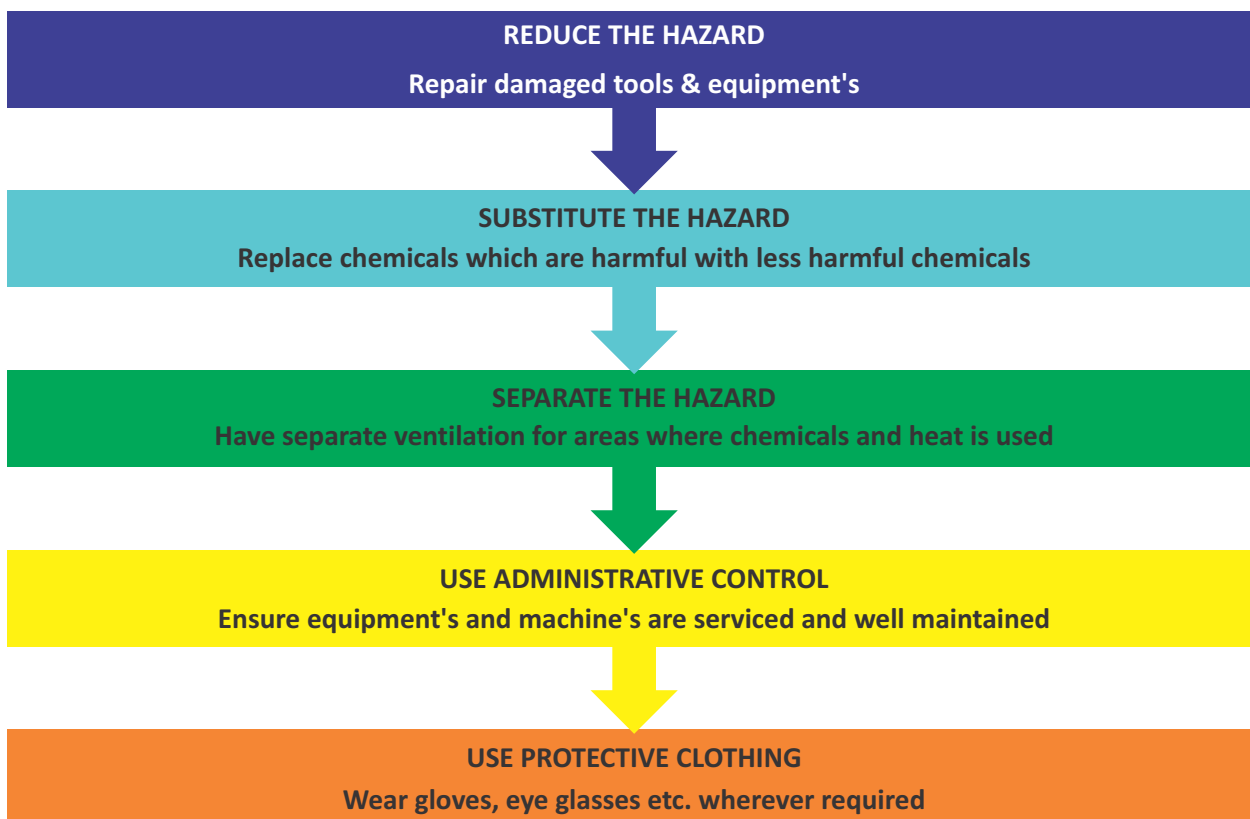 REDUCE THE HAZARD
Repair damaged tools & equipment's
SUBSTITUTE THE HAZARD
Replace chemicals which are harmful with less harmful chemicals
SEPARATE THE HAZARD
Have separate ventilation for areas where chemicals and heat is used
USE ADMINISTRATIVE CONTROL
Ensure equipment's and machine's are serviced and well maintained
USE PROTECTIVE CLOTHING
Wear gloves, eye glasses etc. wherever required